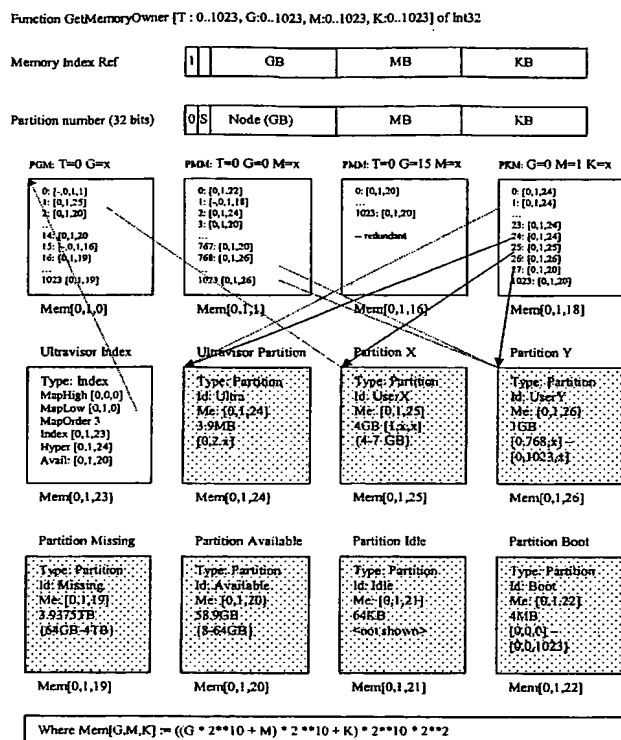 Function GetMemoryOwner [T : 0..1023, G:0..1023, M:0..1023, K:0..1023] of Int32
Memory Index Ref
1 GB MB KB
Partition number (32 bits)
0 S Node (GB) MB KB
PGM: T=0 G=x
0: [-,0,1,1]
1: [0,1,25]
2: [0,1,20]
...
14: [0,1,20
15: [-,0,1,16]
16: [0,1,19]
...
1023 [0,1,19]
Mem[0,1,0]
PMM: T=0 G=0 M=x
0: [0,1,22]
1: [-,0,1,18]
2: [0,1,24]
3: [0,1,20]
...
767: [0,1,20]
768: [0,1,26]
1023 [0,1,26]
Mem[0,1,1]
PMM: T=0 G=15 M=x
0: [0,1,20]
...
1023: [0,1,20]
-- redundant
Mem[0,1,16]
PKM: G=0 M=1 K=x
0: [0,1,24]
1: [0,1,24]
...
23: [0,1,24]
24: [0,1,24]
25: [0,1,25]
26: [0,1,26]
27: [0,1,20]
1023: [0,1,20]
Mem[0,1,18]
Ultravisor Index
Type: Index
MapHigh [0,0,0]
MapLow [0,1,0]
MapOrder 3
Index [0,1,23]
Hyper [0,1,24]
Avail: [0,1,20]
Mem[0,1,23]
Ultravisor Partition
Type: Partition
Id: Ultra
Me: [0,1,24]
3.9MB
[0,2,x]
Mem[0,1,24]
Partition X
Type: Partition
Id: UserX
Me: [0,1,25]
4GB [1,x,x]
(4-7 GB)
Mem[0,1,25]
Partition Y
Type: Partition
Id: UserY
Me: [0,1,26]
1GB
[0,768,x] –
[0,1023,x]
Mem[0,1,26]
Partition Missing
Type: Partition
Id: Missing
Me: [0,1,19]
3.9375TB
(64GB-4TB)
Mem[0,1,19]
Partition Available
Type: Partition
Id: Available
Me: [0,1,20]
58.9GB
(8-64GB]
Mem[0,1,20]
Partition Idle
Type: Partition
Id: Idle
Me: [0,1,21]
64KB
<not shown>
Mem[0,1,21]
Partition Boot
Type: Partition
Id: Boot
Me: [0,1,22]
4MB
[0,0,0] –
[0,0,1023]
Mem[0,1,22]
Where Mem[G,M,K] := ((G * 2**10 + M) * 2 **10 + K) * 2**10 * 2**2